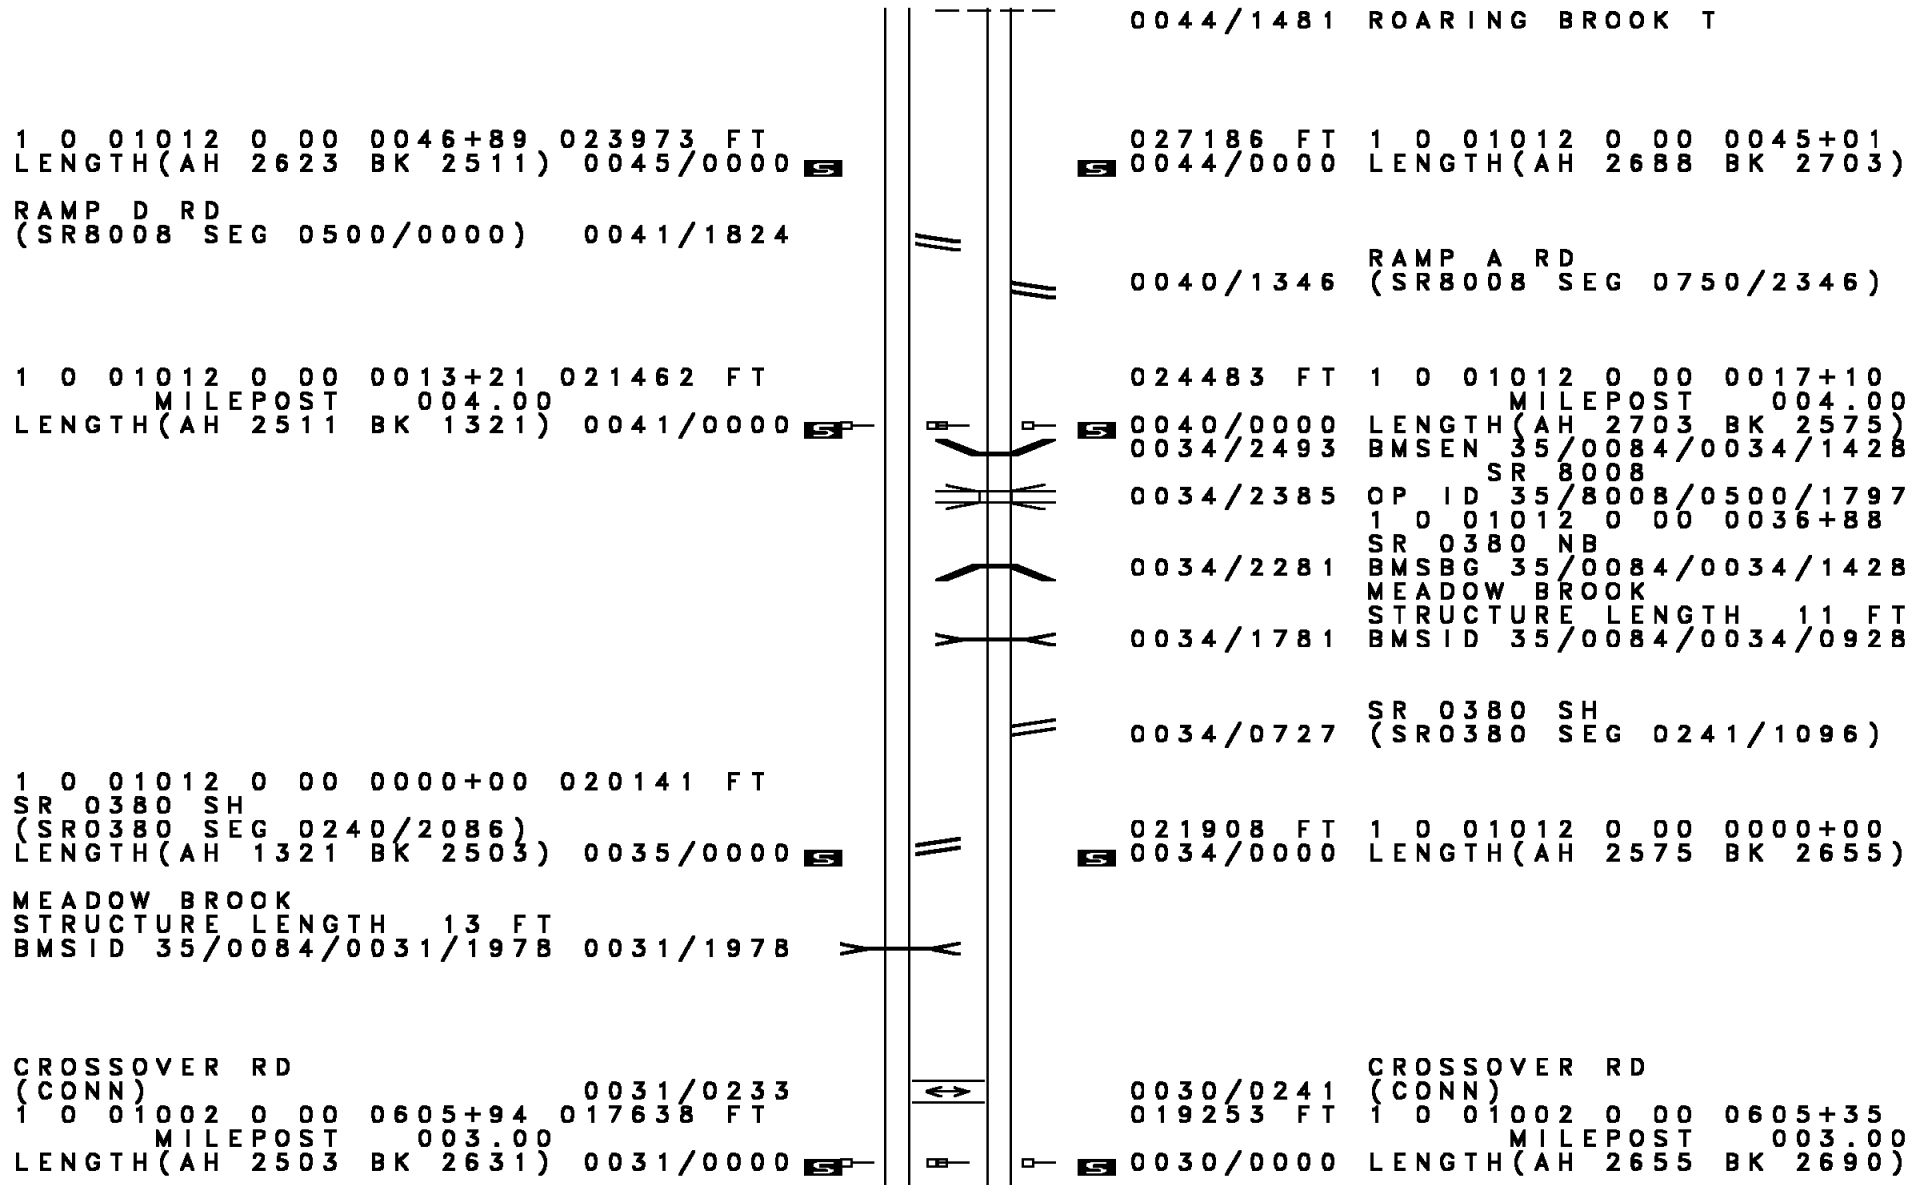 0044/1481 ROARING BROOK T
1 0 01012 0 00 0046+89 023973 FT
LENGTH(AH 2623 BK 2511) 0045/0000 S
S 027186 FT 1 0 01012 0 00 0045+01
0044/0000 LENGTH(AH 2688 BK 2703)
RAMP D RD
(SR8008 SEG 0500/0000) 0041/1824
RAMP A RD
0040/1346 (SR8008 SEG 0750/2346)
1 0 01012 0 00 0013+21 021462 FT
MILEPOST 004.00
LENGTH(AH 2511 BK 1321) 0041/0000 S
024483 FT 1 0 01012 0 00 0017+10
MILEPOST 004.00
S 0040/0000 LENGTH(AH 2703 BK 2575)
0034/2493 BMSEN 35/0084/0034/1428
SR 8008
0034/2385 OP ID 35/8008/0500/1797
1 0 01012 0 00 0036+88
SR 0380 NB
0034/2281 BMSBG 35/0084/0034/1428
MEADOW BROOK
STRUCTURE LENGTH 11 FT
0034/1781 BMSID 35/0084/0034/0928
SR 0380 SH
0034/0727 (SR0380 SEG 0241/1096)
1 0 01012 0 00 0000+00 020141 FT
SR 0380 SH
(SR0380 SEG 0240/2086)
LENGTH(AH 1321 BK 2503) 0035/0000 S
021908 FT 1 0 01012 0 00 0000+00
S 0034/0000 LENGTH(AH 2575 BK 2655)
MEADOW BROOK
STRUCTURE LENGTH 13 FT
BMSID 35/0084/0031/1978 0031/1978
CROSSOVER RD
(CONN) 0031/0233
1 0 01002 0 00 0605+94 017638 FT
MILEPOST 003.00
LENGTH(AH 2503 BK 2631) 0031/0000 S
CROSSOVER RD
0030/0241 (CONN)
019253 FT 1 0 01002 0 00 0605+35
MILEPOST 003.00
S 0030/0000 LENGTH(AH 2655 BK 2690)